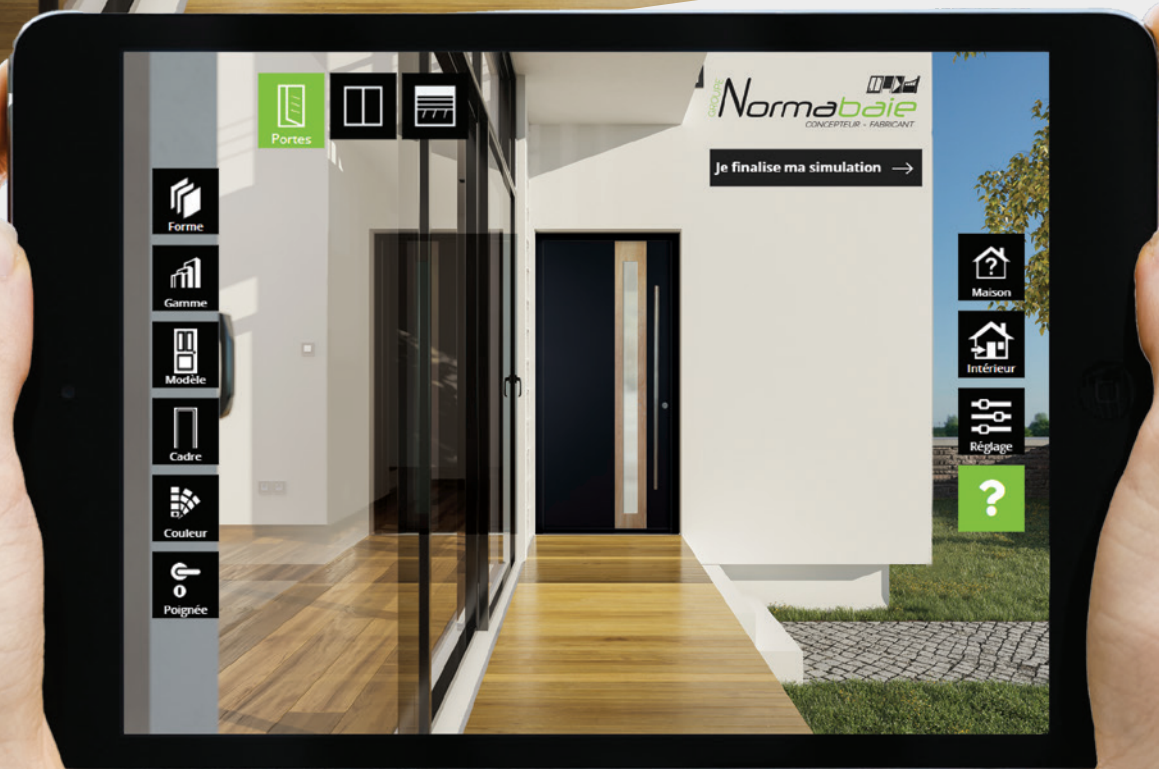 Portes
GROUPE
Normabaie
CONCEPTEUR - FABRICANT
Je finalise ma simulation →
Forme
Gamme
Modèle
Cadre
Couleur
Poignée
Maison
Intérieur
Réglage
?